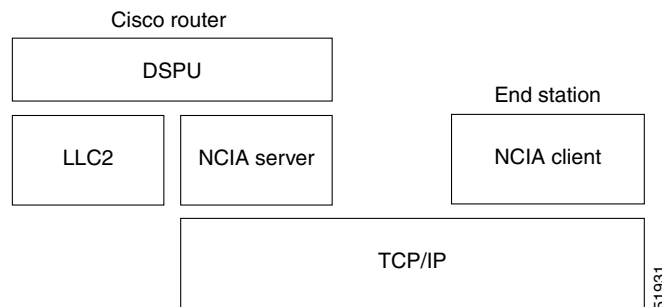 Cisco router
DSPU
End station
LLC2
NCIA server
NCIA client
TCP/IP
51931